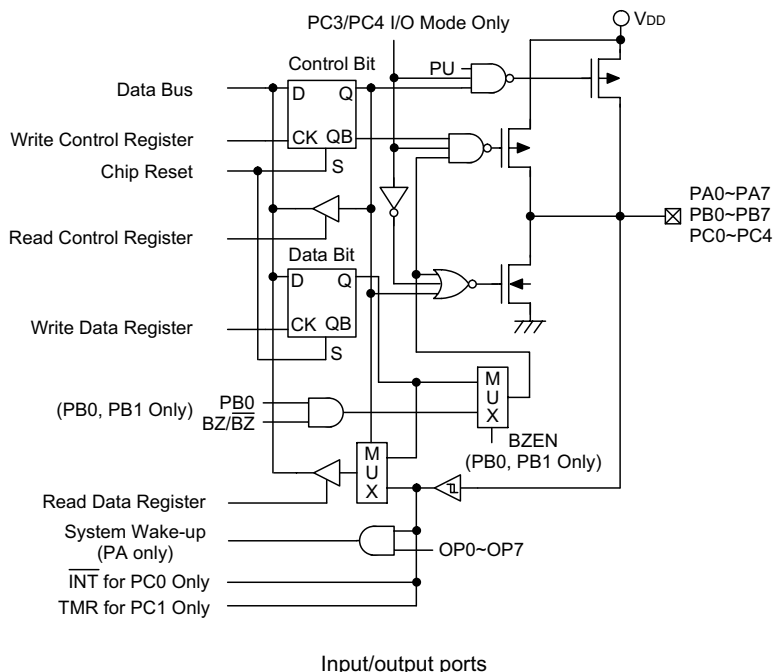 PC3/PC4 I/O Mode Only
VDD
Control Bit
PU
Data Bus
D
Q
Write Control Register
CK
QB
Chip Reset
S
PA0~PA7
PB0~PB7
PC0~PC4
Read Control Register
Data Bit
D
Q
Write Data Register
CK
QB
S
M
U
X
(PB0, PB1 Only)
PB0
BZ/B̅Z̅
BZEN
(PB0, PB1 Only)
M
U
X
Read Data Register
System Wake-up
(PA only)
OP0~OP7
I̅N̅T̅ for PC0 Only
TMR for PC1 Only
Input/output ports